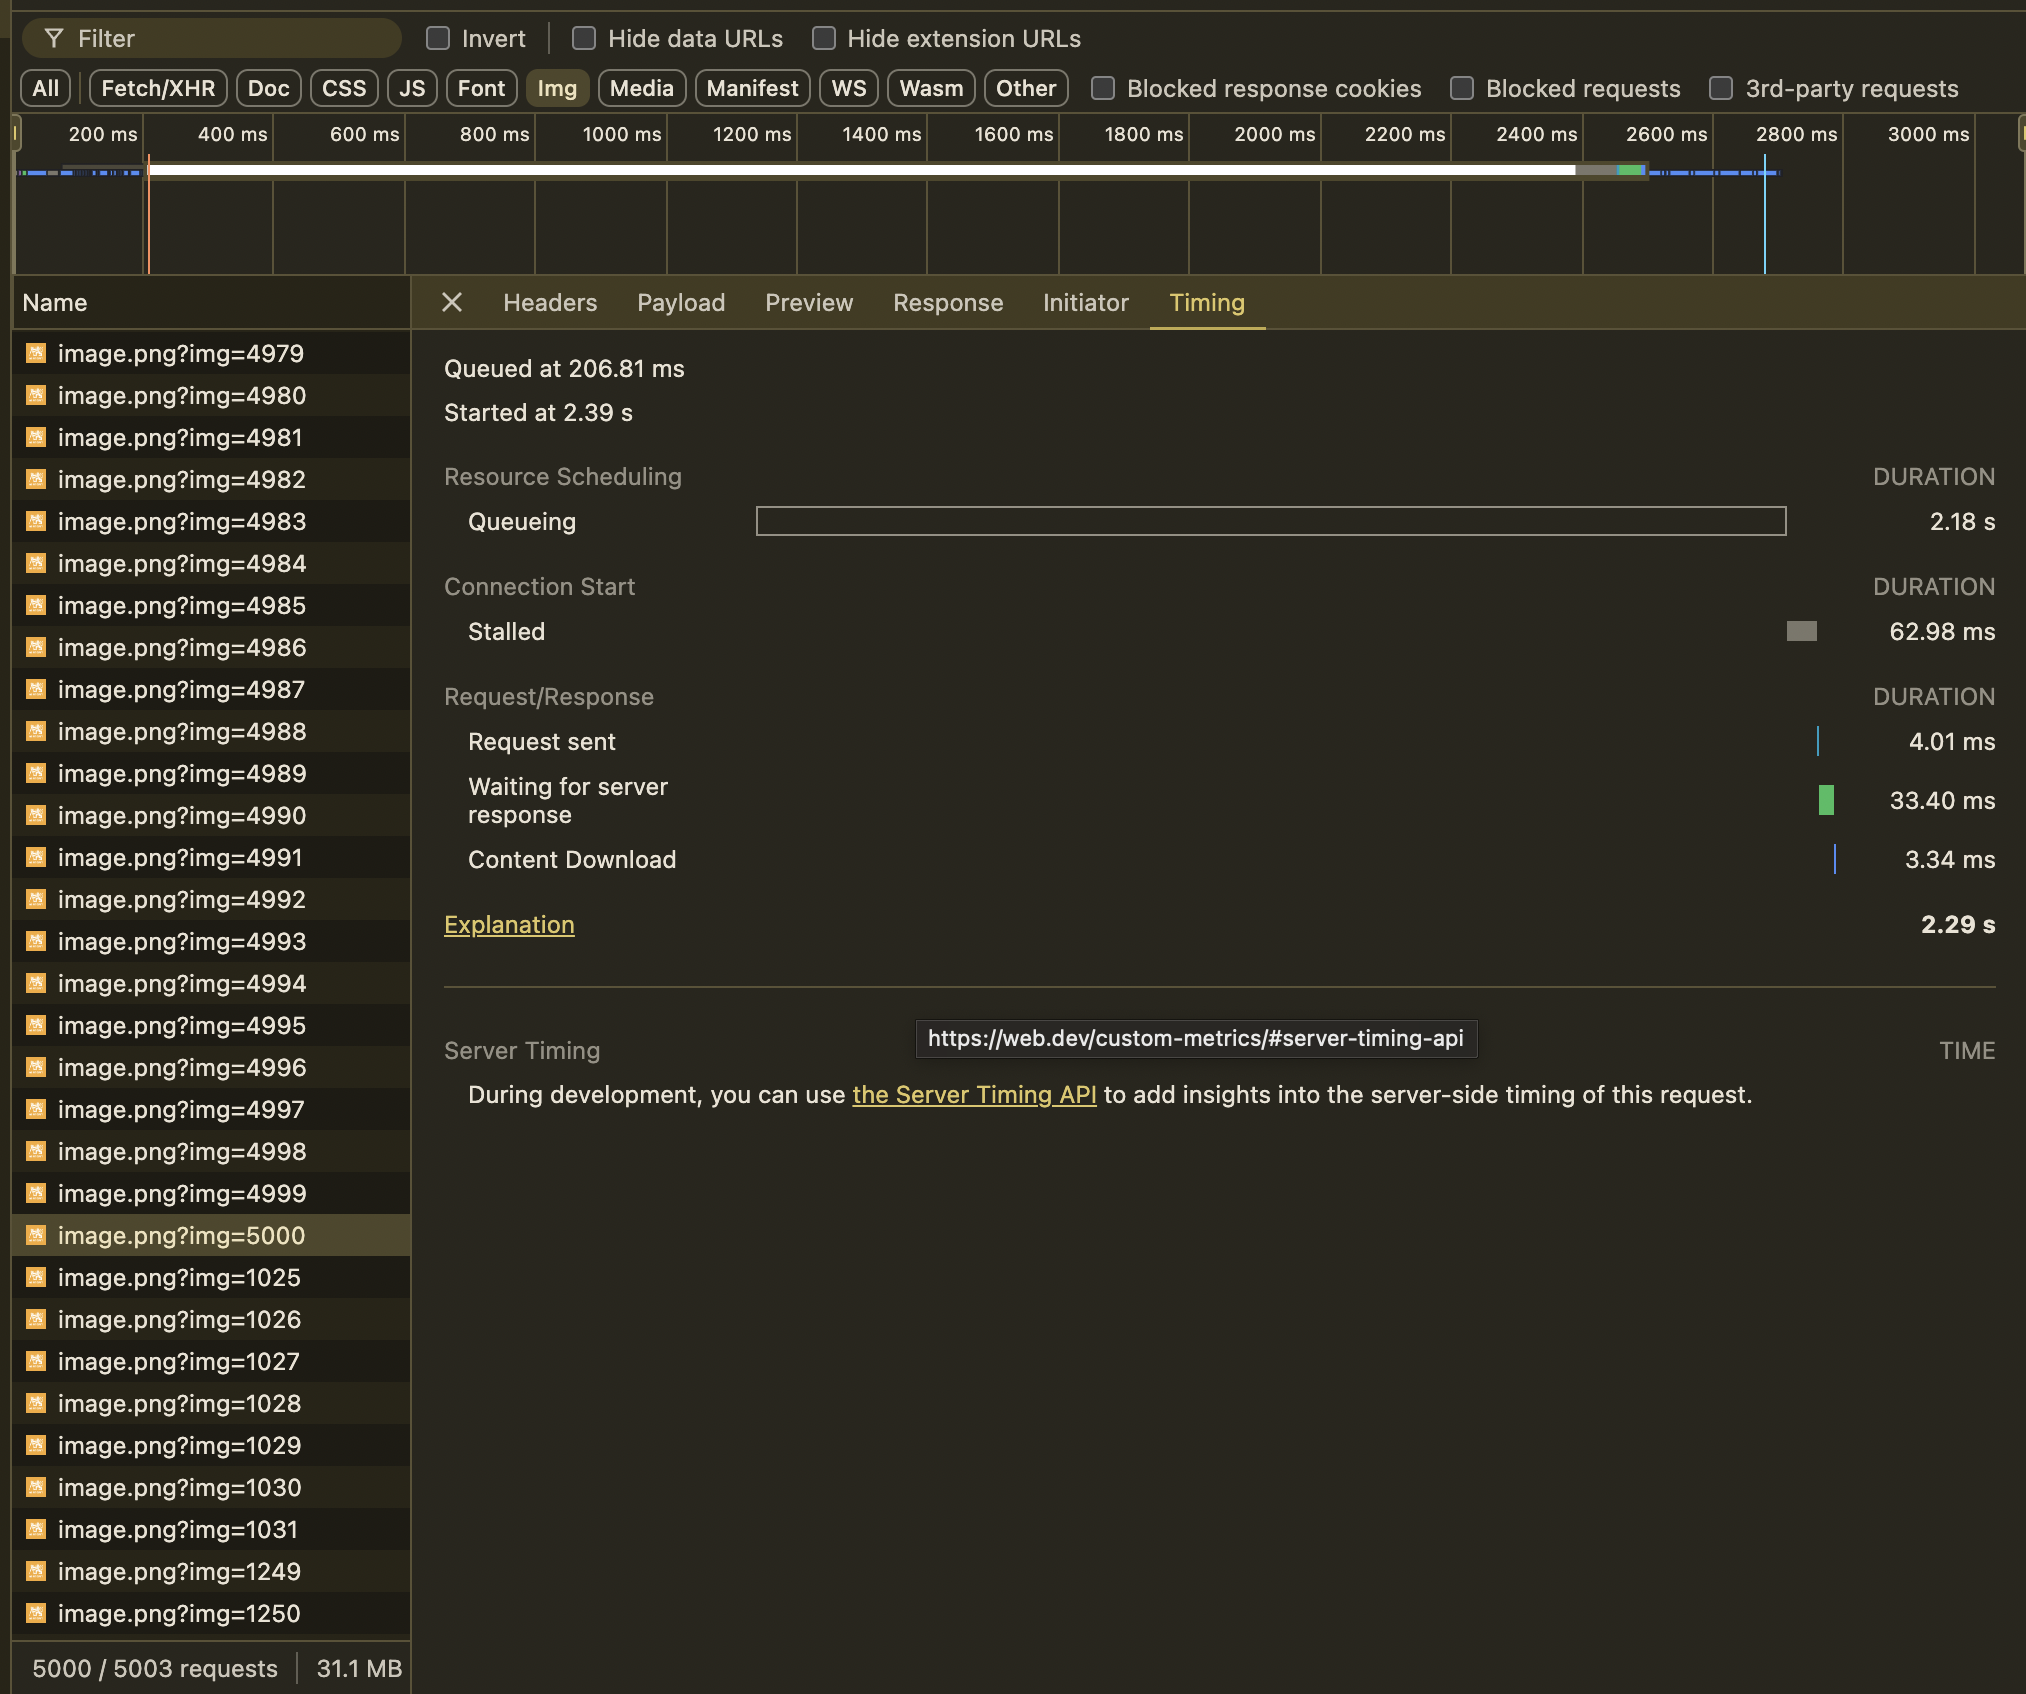 Filter Invert Hide data URLs Hide extension URLs
All Fetch/XHR Doc CSS JS Font Img Media Manifest WS Wasm Other Blocked response cookies Blocked requests 3rd-party requests
200 ms 400 ms 600 ms 800 ms 1000 ms 1200 ms 1400 ms 1600 ms 1800 ms 2000 ms 2200 ms 2400 ms 2600 ms 2800 ms 3000 ms
Name
image.png?img=4979
image.png?img=4980
image.png?img=4981
image.png?img=4982
image.png?img=4983
image.png?img=4984
image.png?img=4985
image.png?img=4986
image.png?img=4987
image.png?img=4988
image.png?img=4989
image.png?img=4990
image.png?img=4991
image.png?img=4992
image.png?img=4993
image.png?img=4994
image.png?img=4995
image.png?img=4996
image.png?img=4997
image.png?img=4998
image.png?img=4999
image.png?img=5000
image.png?img=1025
image.png?img=1026
image.png?img=1027
image.png?img=1028
image.png?img=1029
image.png?img=1030
image.png?img=1031
image.png?img=1249
image.png?img=1250
5000 / 5003 requests 31.1 MB
Headers Payload Preview Response Initiator Timing
Queued at 206.81 ms
Started at 2.39 s
Resource Scheduling DURATION
Queueing 2.18 s
Connection Start DURATION
Stalled 62.98 ms
Request/Response DURATION
Request sent 4.01 ms
Waiting for server
response 33.40 ms
Content Download 3.34 ms
Explanation 2.29 s
https://web.dev/custom-metrics/#server-timing-api
Server Timing TIME
During development, you can use the Server Timing API to add insights into the server-side timing of this request.